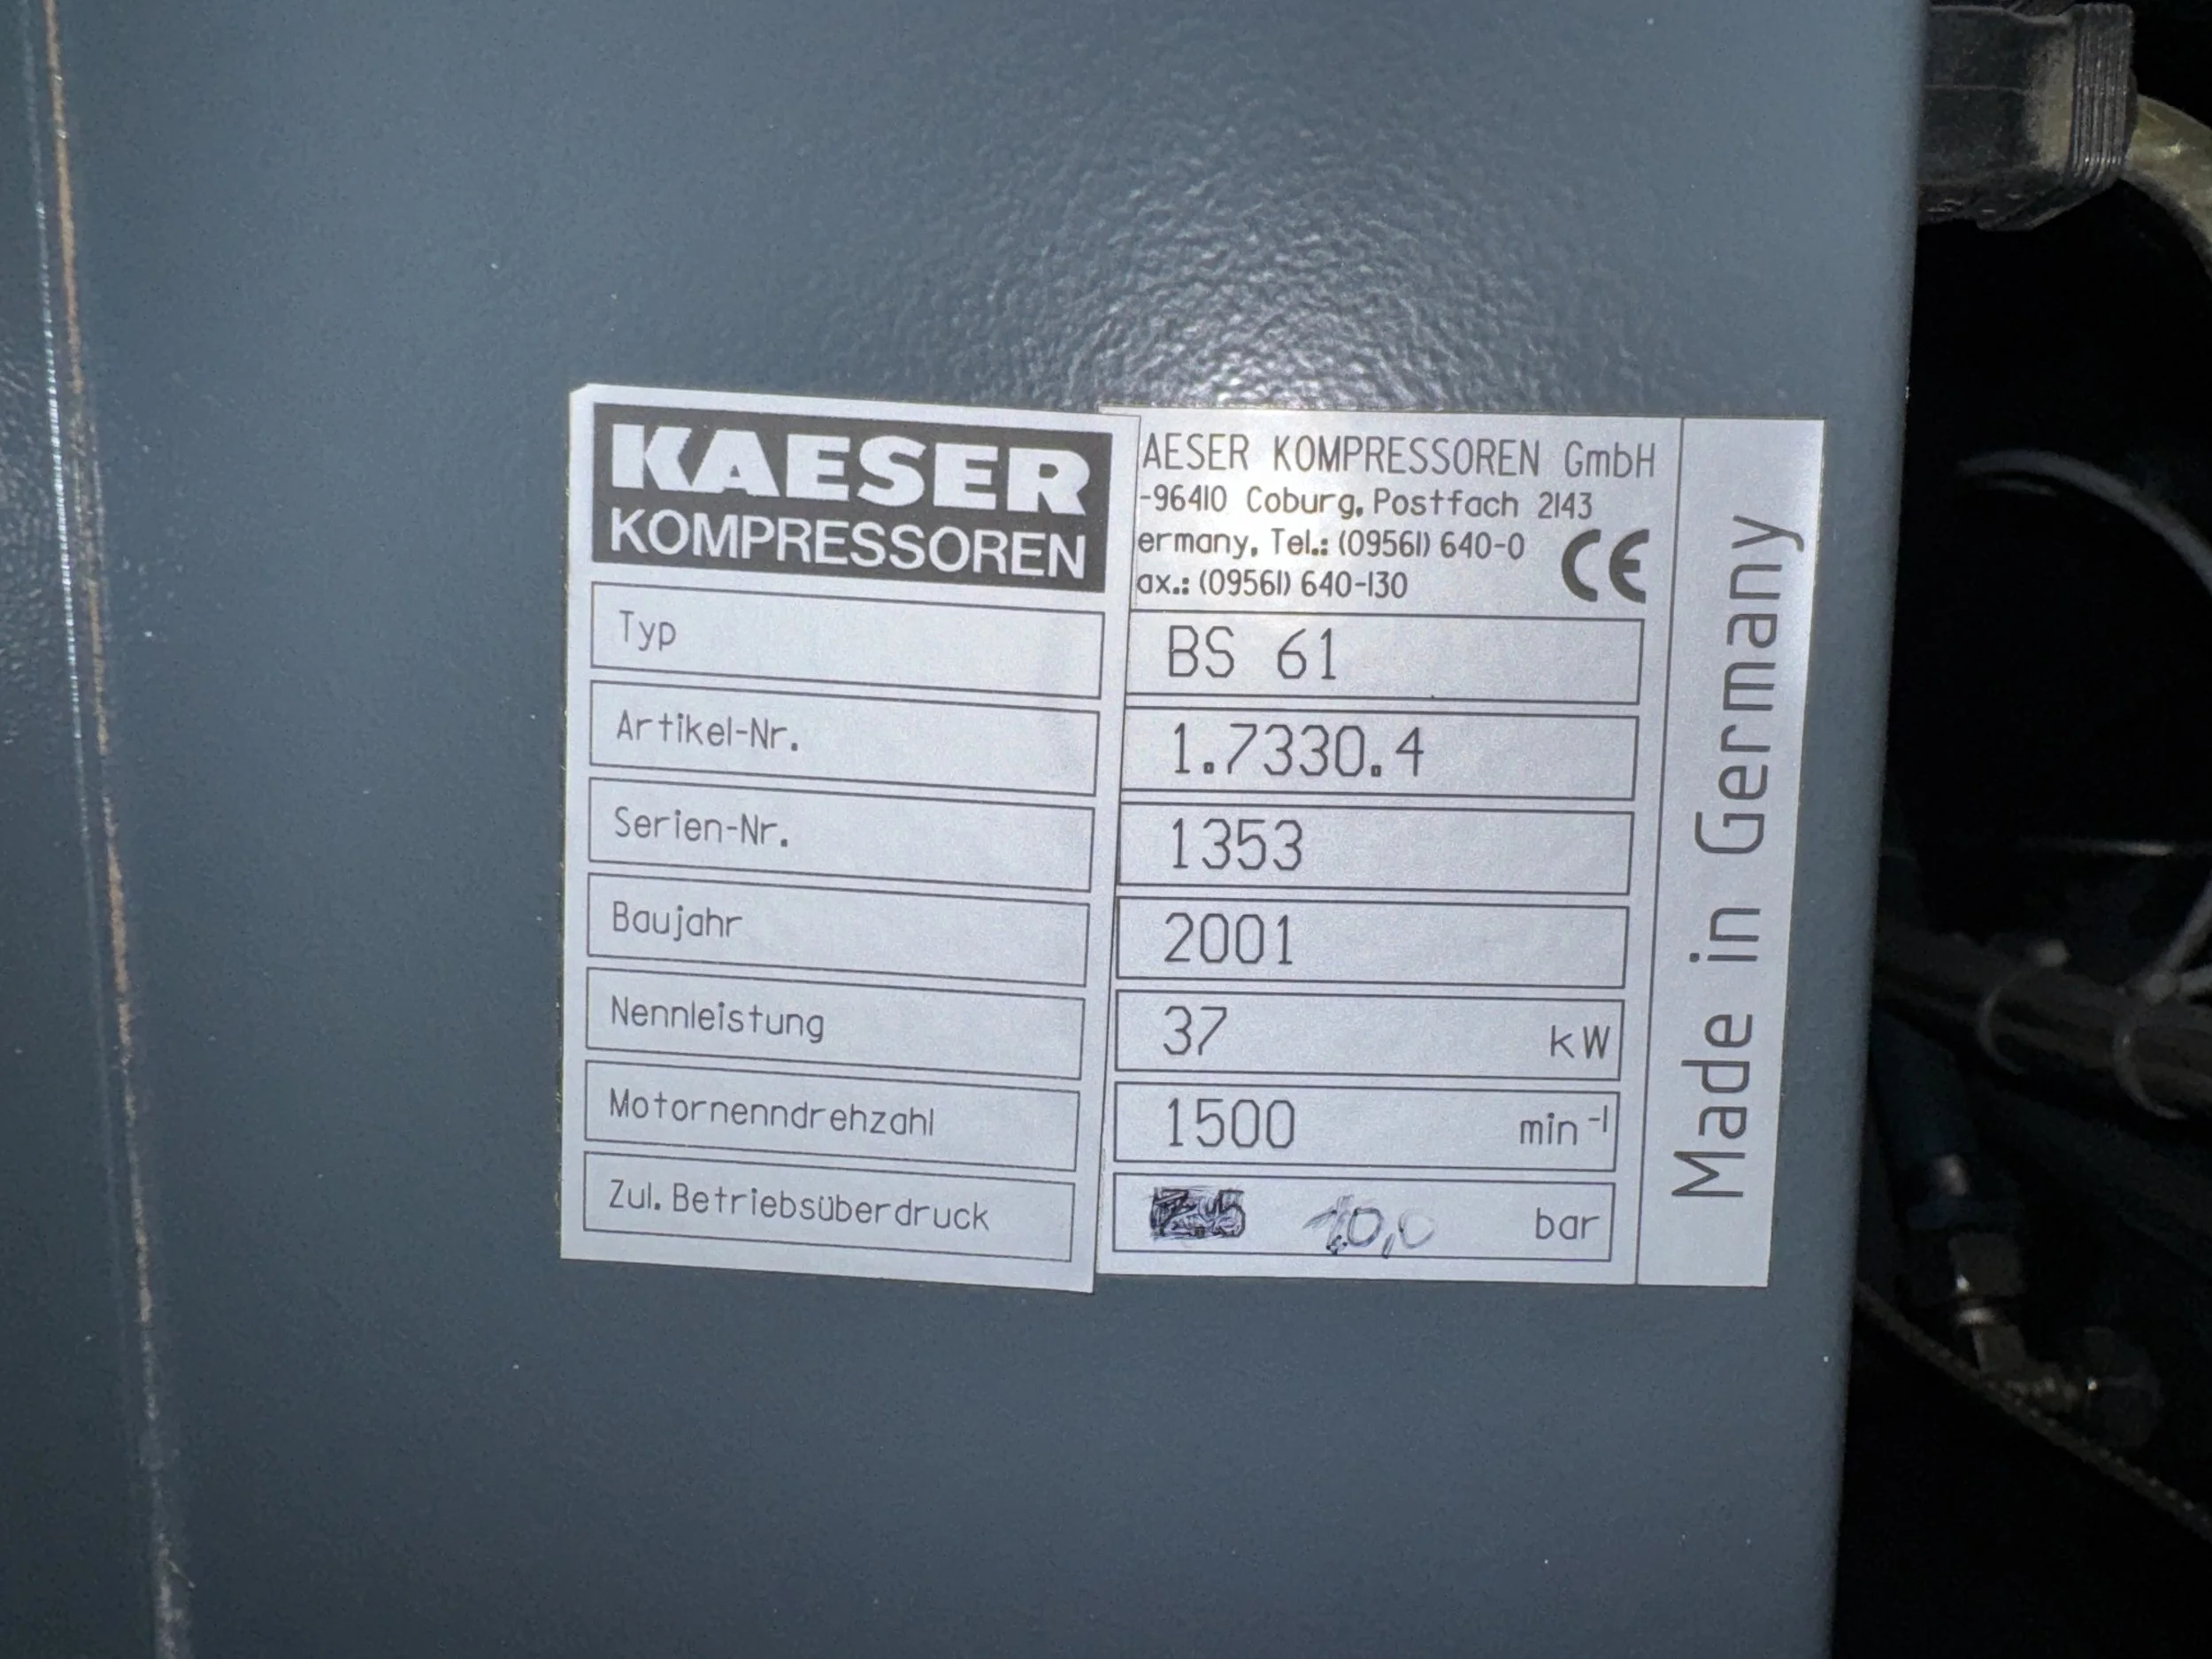 KAESER
KOMPRESSOREN
AESER KOMPRESSOREN GmbH
-96410 Coburg, Postfach 2143
ermany, Tel.: (09561) 640-0
ax.: (09561) 640-130
CE
Typ BS 61
Artikel-Nr. 1.7330.4
Serien-Nr. 1353
Baujahr 2001
Nennleistung 37 kW
Motornenndrehzahl 1500 min⁻¹
Zul. Betriebsüberdruck 10,0 bar
Made in Germany